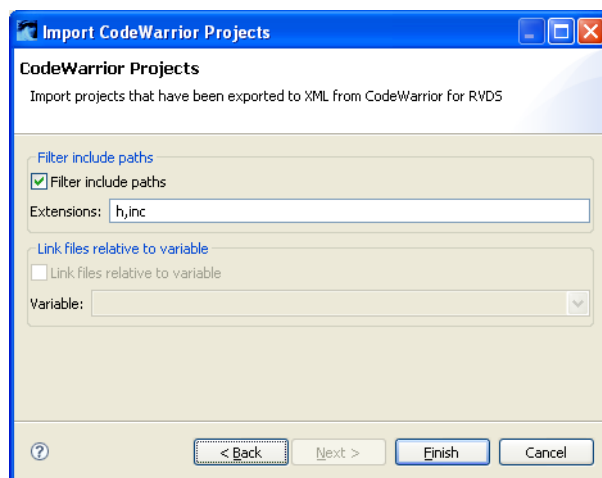 Import CodeWarrior Projects
CodeWarrior Projects
Import projects that have been exported to XML from CodeWarrior for RVDS
Filter include paths
Filter include paths
Extensions: h,inc
Link files relative to variable
Link files relative to variable
Variable:
? < Back Next > Finish Cancel